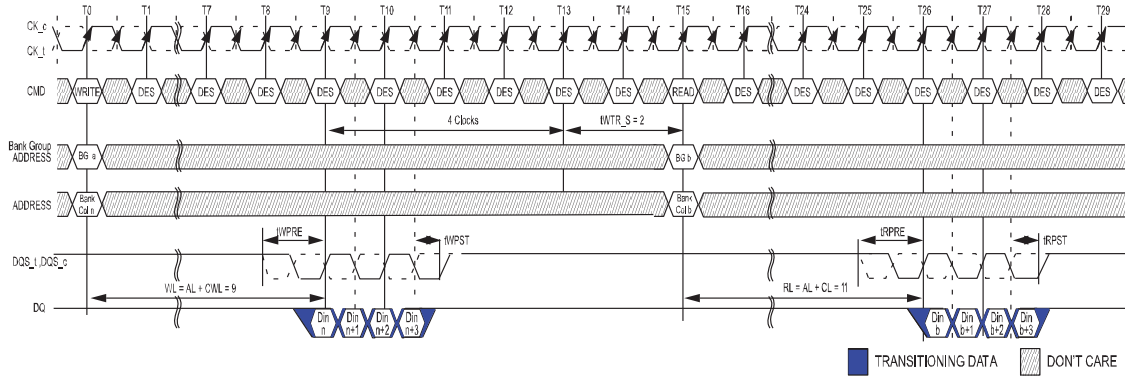 T0 T1 T7 T8 T9 T10 T11 T12 T13 T14 T15 T16 T24 T25 T26 T27 T28 T29
CK_c
CK_t
CMD WRITE DES DES DES DES DES DES DES DES DES READ DES DES DES DES DES DES DES
4 Clocks tWTR_S = 2
Bank Group
ADDRESS BG a BG b
ADDRESS Bank Col n Bank Col b
tWPRE tWPST tRPRE tRPST
DQS_t,DQS_c
WL = AL + CWL = 9 RL = AL + CL = 11
DQ Din n Din n+1 Din n+2 Din n+3 Din b Din b+1 Din b+2 Din b+3
TRANSITIONING DATA DON'T CARE